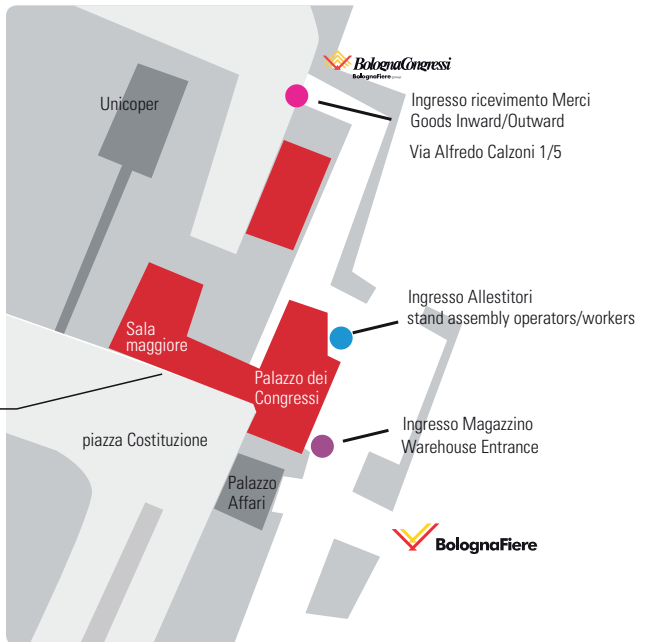 BolognaCongressi
BolognaFiere group
Unicoper
Ingresso ricevimento Merci
Goods Inward/Outward
Via Alfredo Calzoni 1/5
Ingresso Allestitori
stand assembly operators/workers
Sala
maggiore
Palazzo dei
Congressi
Ingresso Magazzino
Warehouse Entrance
piazza Costituzione
Palazzo
Affari
BolognaFiere